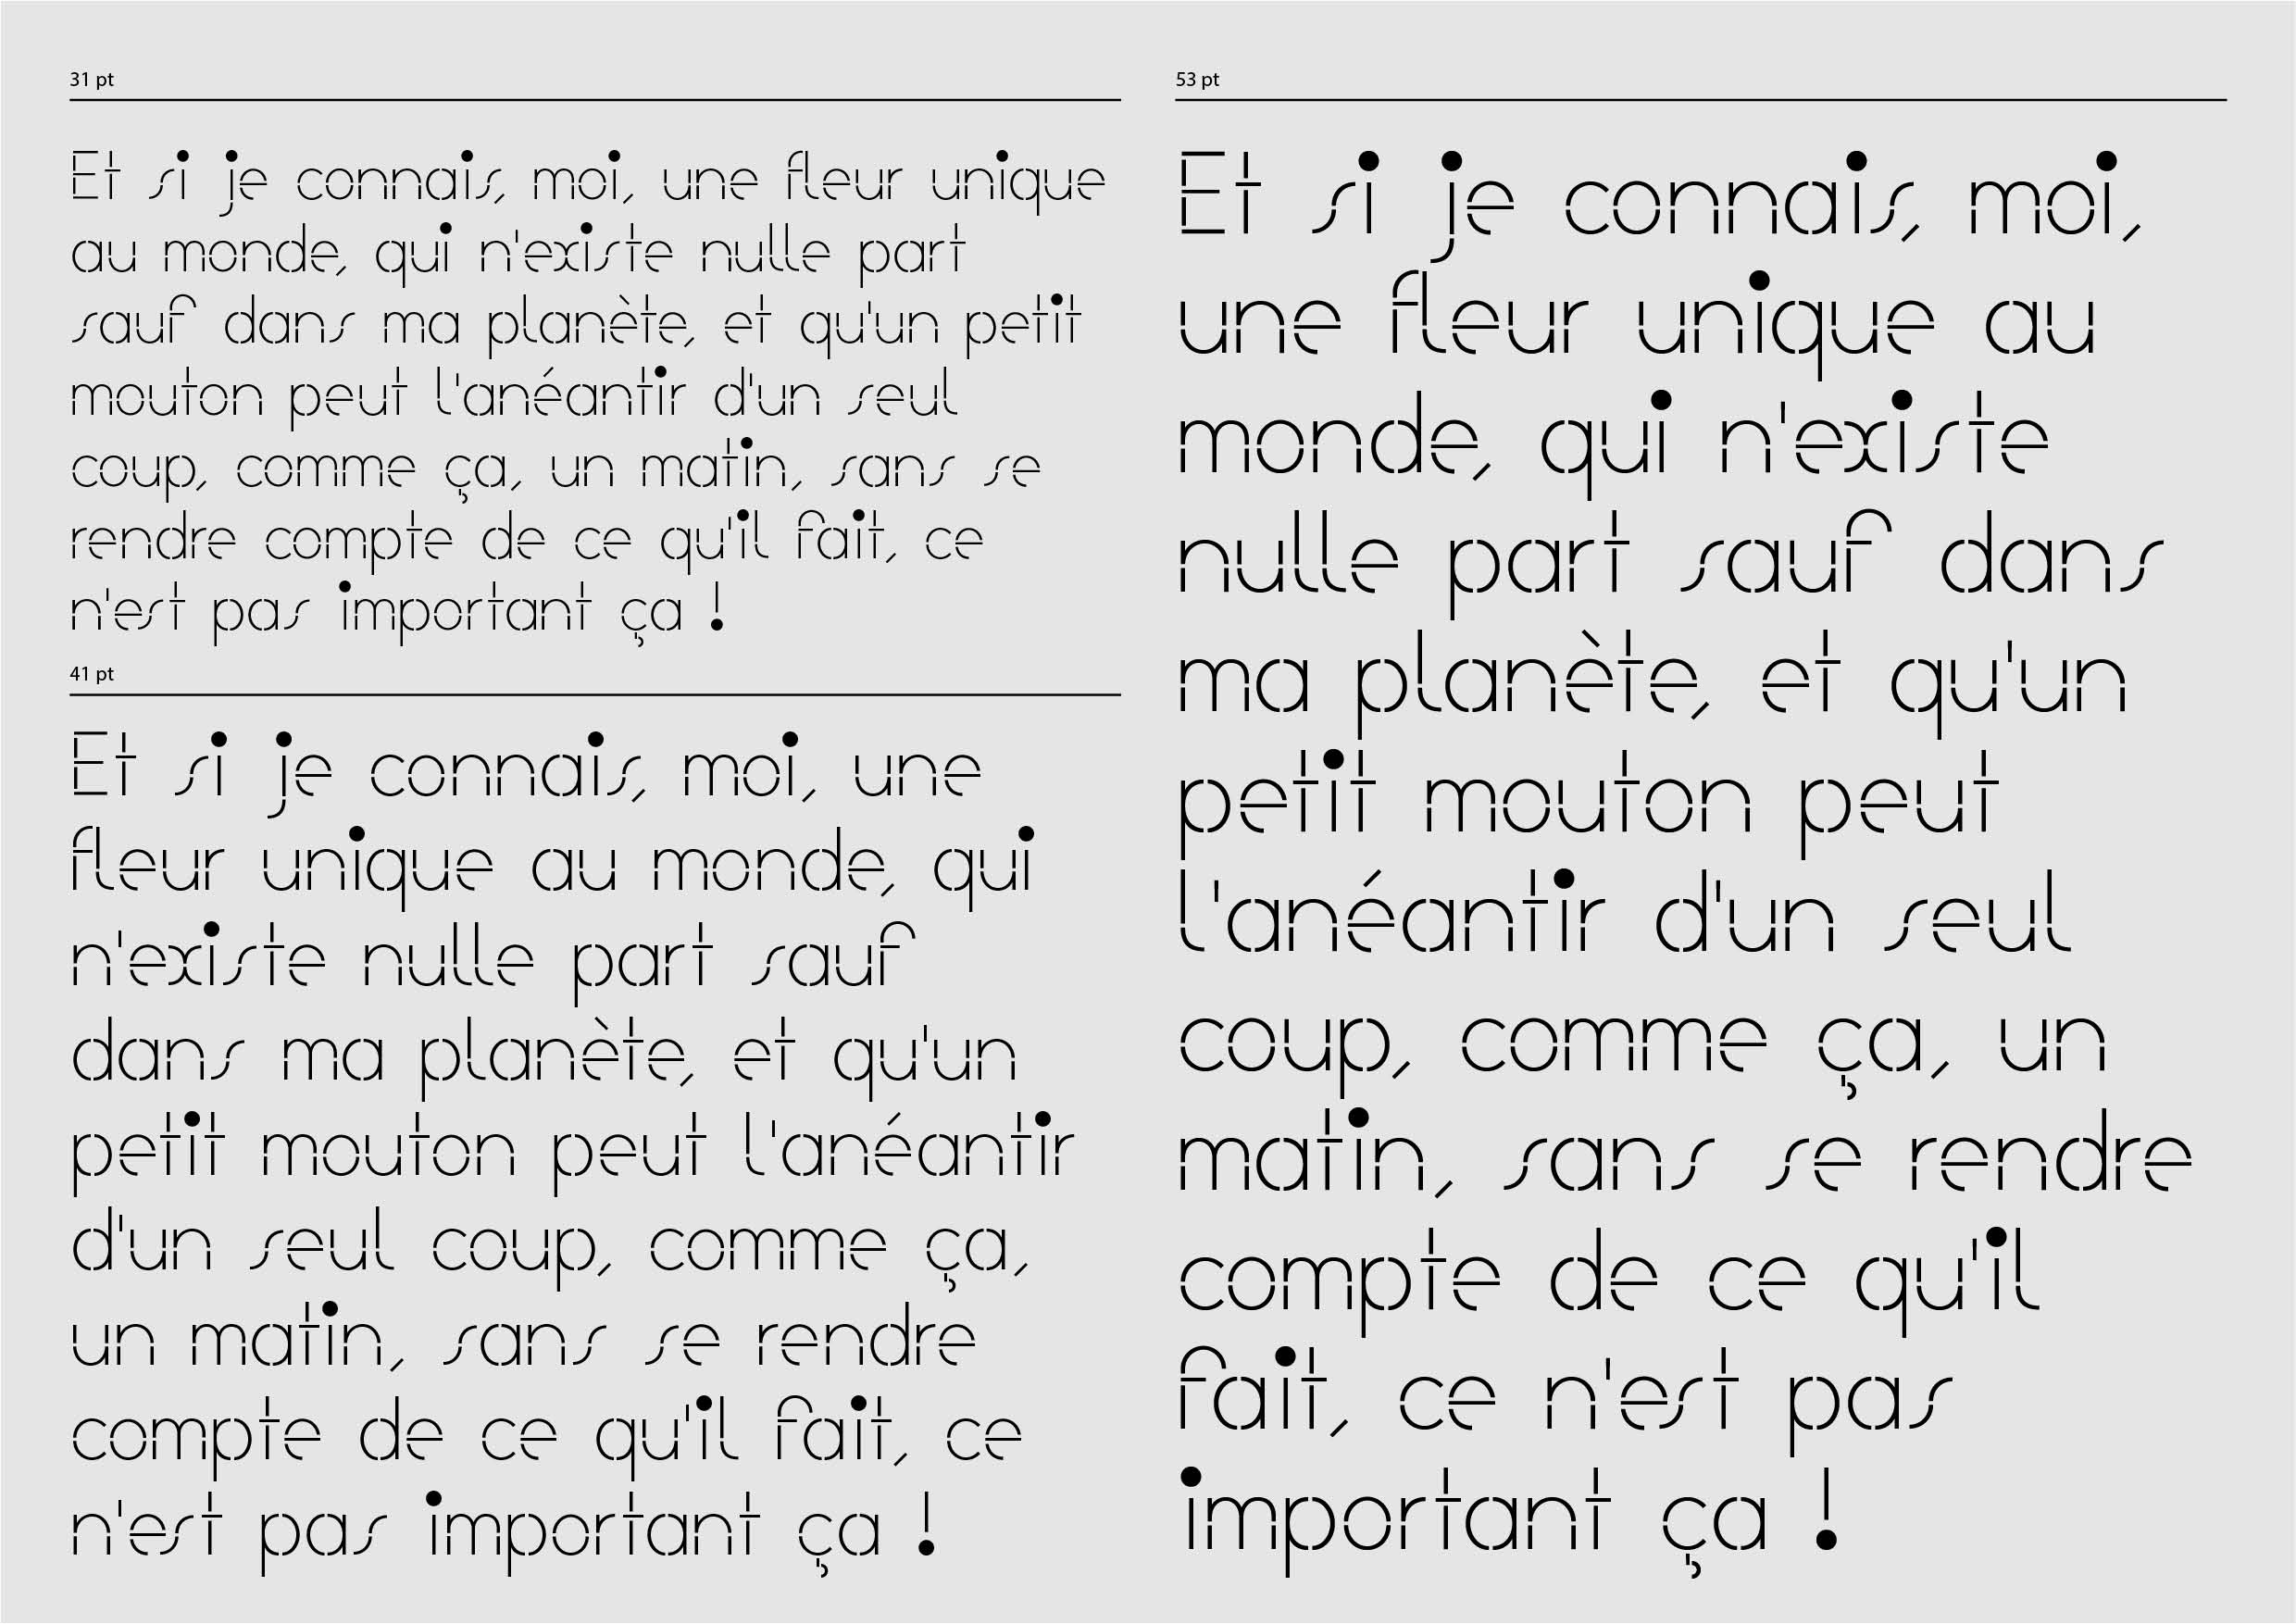 31 pt
Et si je connais, moi, une fleur unique
au monde, qui n'existe nulle part
sauf dans ma planète, et qu'un petit
mouton peut l'anéantir d'un seul
coup, comme ça, un matin, sans se
rendre compte de ce qu'il fait, ce
n'est pas important ça !
41 pt
Et si je connais, moi, une
fleur unique au monde, qui
n'existe nulle part sauf
dans ma planète, et qu'un
petit mouton peut l'anéantir
d'un seul coup, comme ça,
un matin, sans se rendre
compte de ce qu'il fait, ce
n'est pas important ça !
53 pt
Et si je connais, moi,
une fleur unique au
monde, qui n'existe
nulle part sauf dans
ma planète, et qu'un
petit mouton peut
l'anéantir d'un seul
coup, comme ça, un
matin, sans se rendre
compte de ce qu'il
fait, ce n'est pas
important ça !